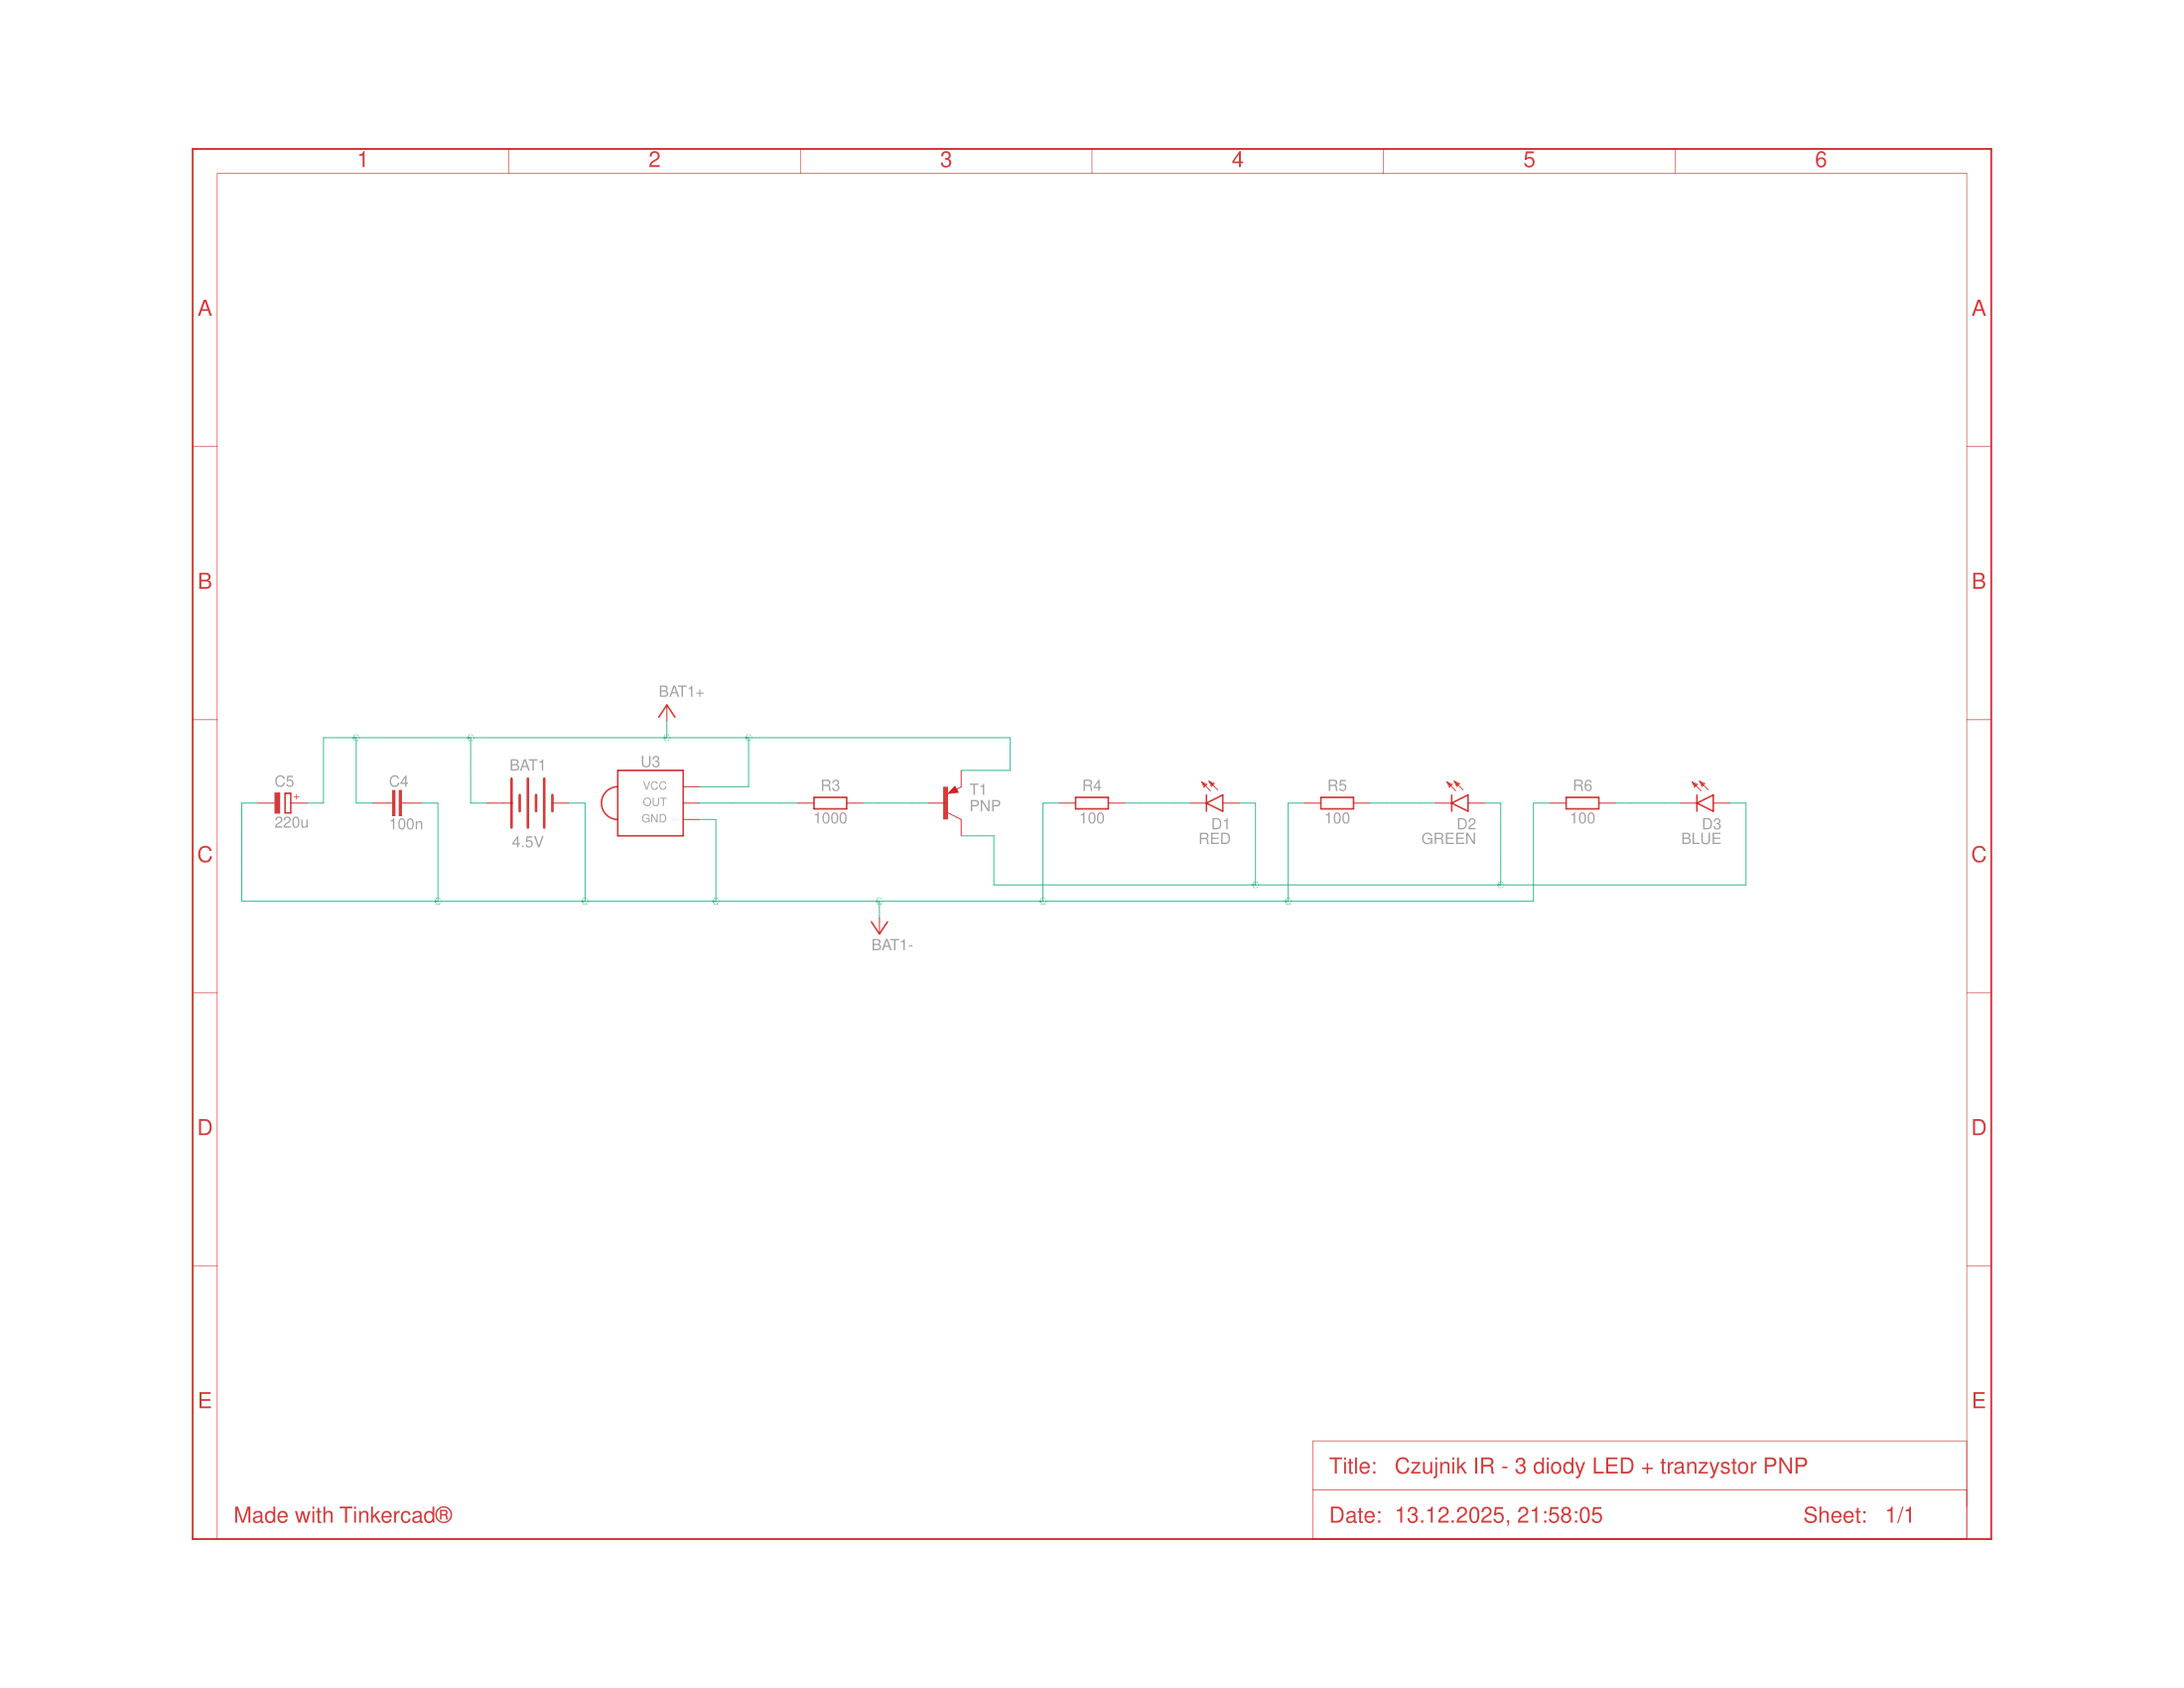 1 2 3 4 5 6
A A
B B
BAT1+
C5
220u
C4
100n
BAT1
4.5V
U3
VCC
OUT
GND
R3
1000
T1
PNP
R4
100
D1
RED
R5
100
D2
GREEN
R6
100
D3
BLUE
C C
BAT1-
D D
E E
Title: Czujnik IR - 3 diody LED + tranzystor PNP
Made with Tinkercad®
Date: 13.12.2025, 21:58:05 Sheet: 1/1